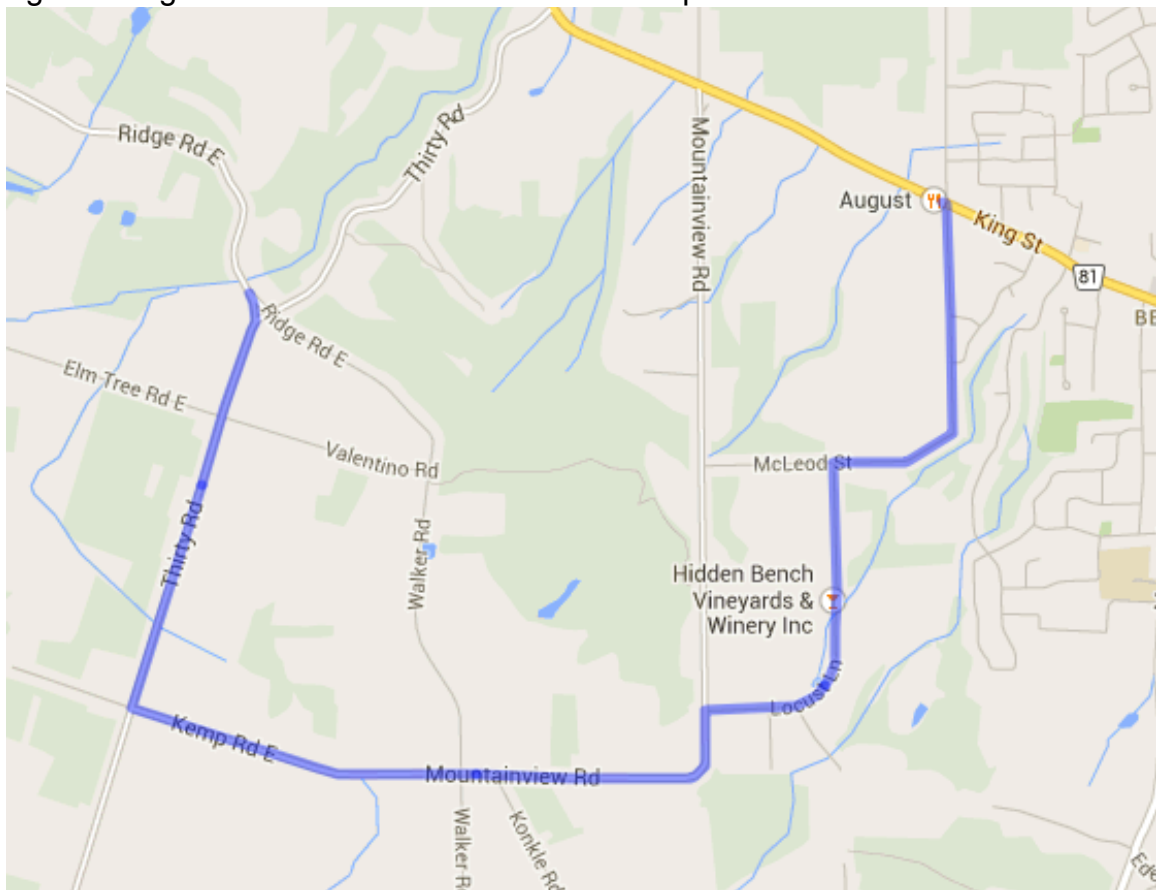 Ridge Rd E
Thirty Rd
Mountainview Rd
August
King St
81
BE
Ridge Rd E
Elm Tree Rd E
Valentino Rd
McLeod St
Thirty Rd
Walker Rd
Hidden Bench
Vineyards &
Winery Inc
Locust Ln
Kemp Rd E
Mountainview Rd
Konkle Rd
Walker Rd
Ede